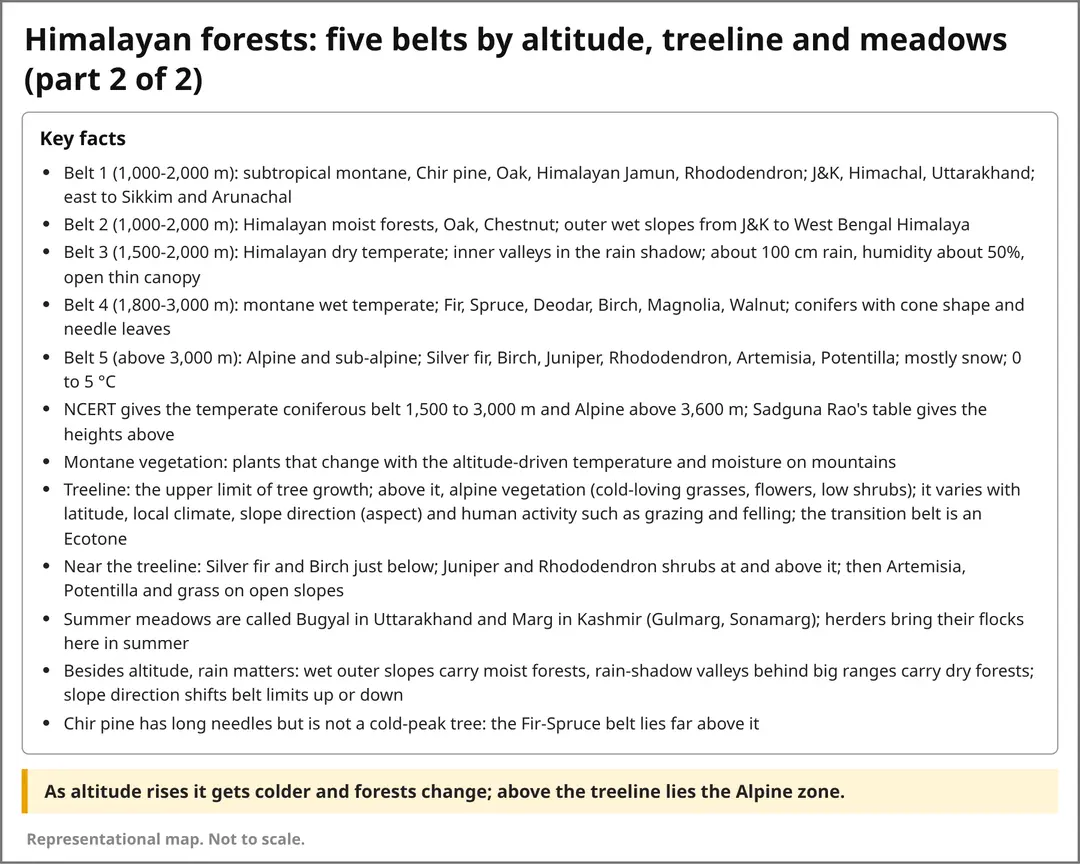 Himalayan forests: five belts by altitude, treeline and meadows
(part 2 of 2)
Key facts
• Belt 1 (1,000-2,000 m): subtropical montane, Chir pine, Oak, Himalayan Jamun, Rhododendron; J&K, Himachal, Uttarakhand;
east to Sikkim and Arunachal
• Belt 2 (1,000-2,000 m): Himalayan moist forests, Oak, Chestnut; outer wet slopes from J&K to West Bengal Himalaya
• Belt 3 (1,500-2,000 m): Himalayan dry temperate; inner valleys in the rain shadow; about 100 cm rain, humidity about 50%,
open thin canopy
• Belt 4 (1,800-3,000 m): montane wet temperate; Fir, Spruce, Deodar, Birch, Magnolia, Walnut; conifers with cone shape and
needle leaves
• Belt 5 (above 3,000 m): Alpine and sub-alpine; Silver fir, Birch, Juniper, Rhododendron, Artemisia, Potentilla; mostly snow; 0
to 5 °C
• NCERT gives the temperate coniferous belt 1,500 to 3,000 m and Alpine above 3,600 m; Sadguna Rao's table gives the
heights above
• Montane vegetation: plants that change with the altitude-driven temperature and moisture on mountains
• Treeline: the upper limit of tree growth; above it, alpine vegetation (cold-loving grasses, flowers, low shrubs); it varies with
latitude, local climate, slope direction (aspect) and human activity such as grazing and felling; the transition belt is an
Ecotone
• Near the treeline: Silver fir and Birch just below; Juniper and Rhododendron shrubs at and above it; then Artemisia,
Potentilla and grass on open slopes
• Summer meadows are called Bugyal in Uttarakhand and Marg in Kashmir (Gulmarg, Sonamarg); herders bring their flocks
here in summer
• Besides altitude, rain matters: wet outer slopes carry moist forests, rain-shadow valleys behind big ranges carry dry forests;
slope direction shifts belt limits up or down
• Chir pine has long needles but is not a cold-peak tree: the Fir-Spruce belt lies far above it
As altitude rises it gets colder and forests change; above the treeline lies the Alpine zone.
Representational map. Not to scale.